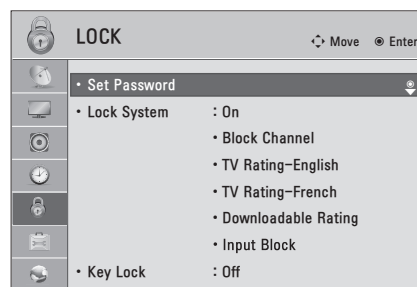 LOCK
Move Enter
• Set Password
• Lock System : On
• Block Channel
• TV Rating-English
• TV Rating-French
• Downloadable Rating
• Input Block
• Key Lock : Off